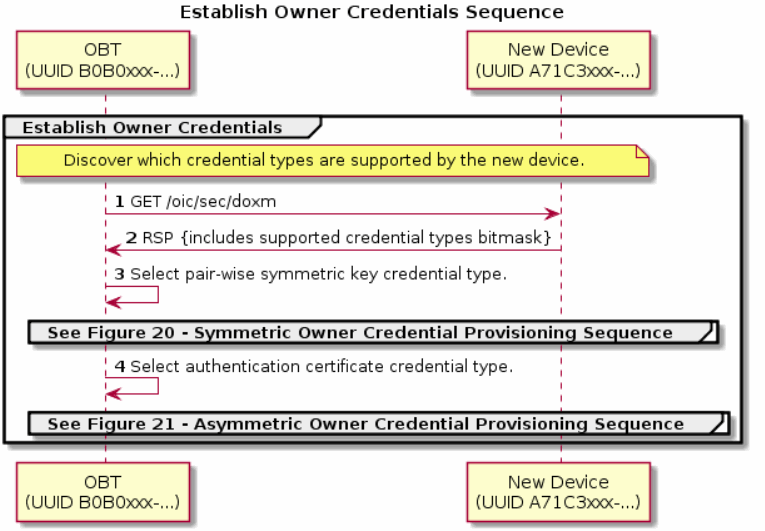 Establish Owner Credentials Sequence
OBT
(UUID B0B0xxx-...)
New Device
(UUID A71C3xxx-...)
Establish Owner Credentials
Discover which credential types are supported by the new device.
1 GET /oic/sec/doxm
2 RSP {includes supported credential types bitmask}
3 Select pair-wise symmetric key credential type.
See Figure 20 - Symmetric Owner Credential Provisioning Sequence
4 Select authentication certificate credential type.
See Figure 21 - Asymmetric Owner Credential Provisioning Sequence
OBT
(UUID B0B0xxx-...)
New Device
(UUID A71C3xxx-...)